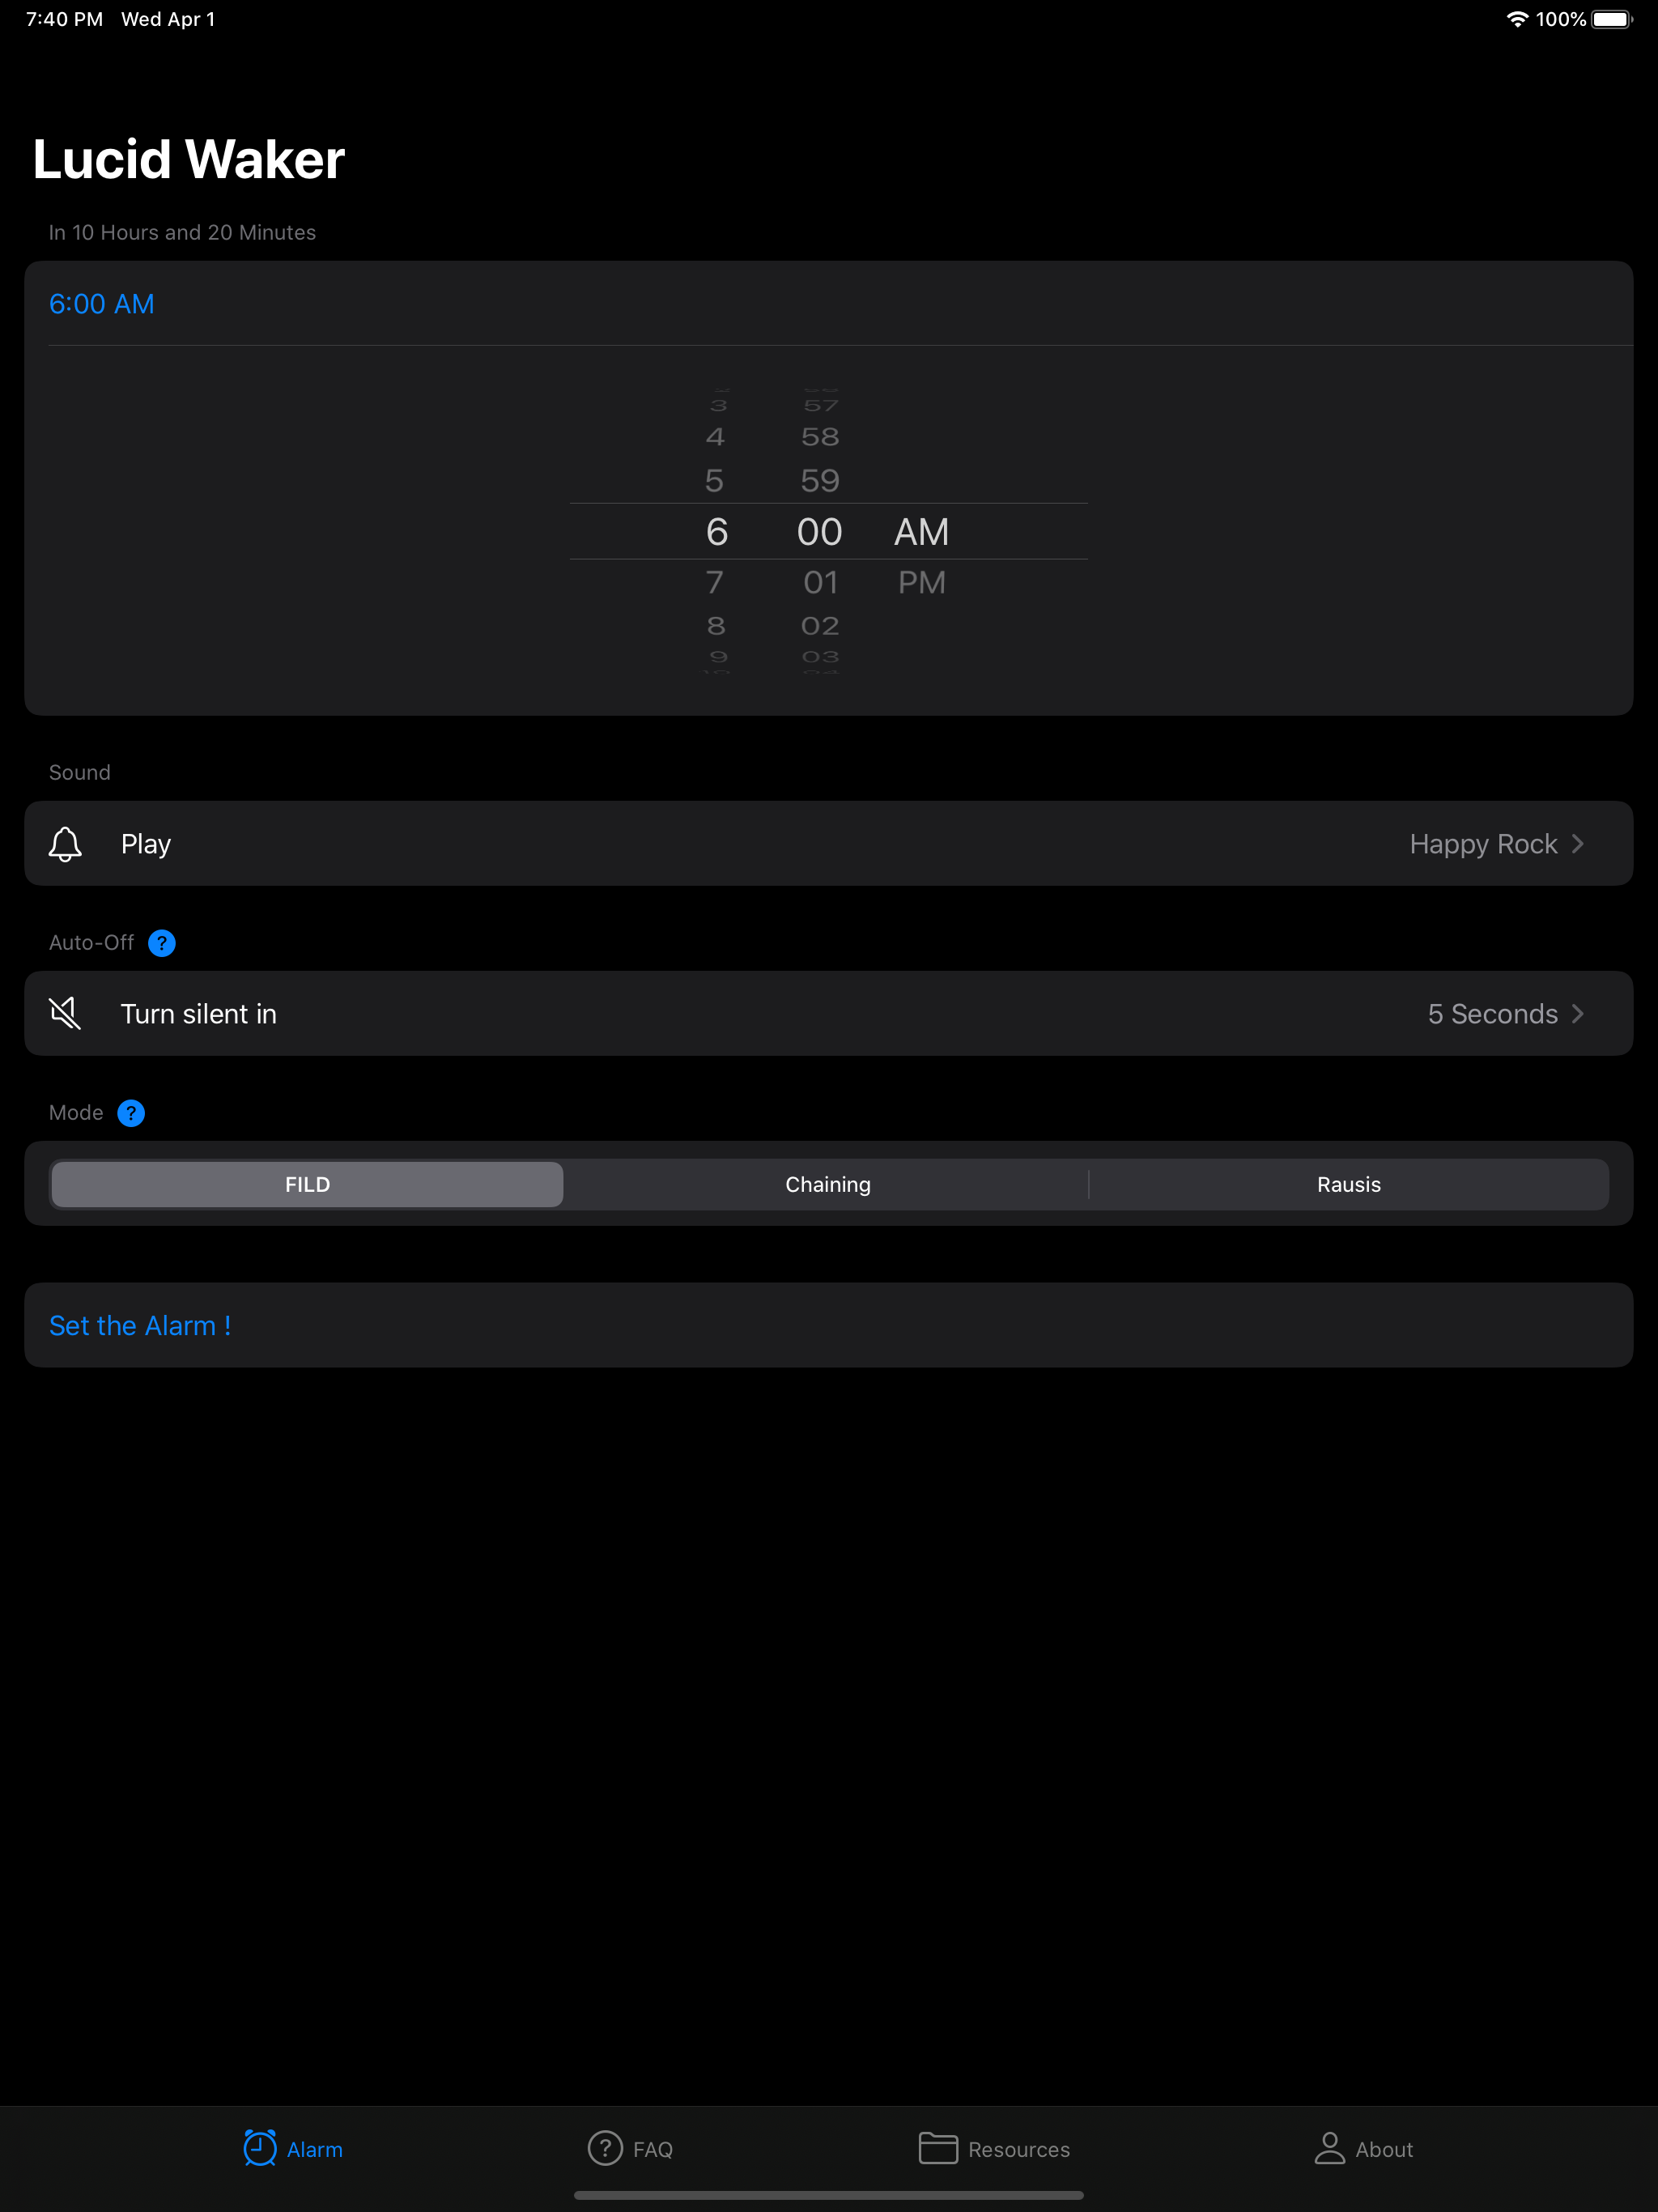 7:40 PM Wed Apr 1 100%
Lucid Waker
In 10 Hours and 20 Minutes
6:00 AM
3 57
4 58
5 59
6 00 AM
7 01 PM
8 02
9 03
10 04
Sound
Play Happy Rock
Auto-Off ?
Turn silent in 5 Seconds
Mode ?
FILD Chaining Rausis
Set the Alarm !
Alarm ? FAQ Resources About